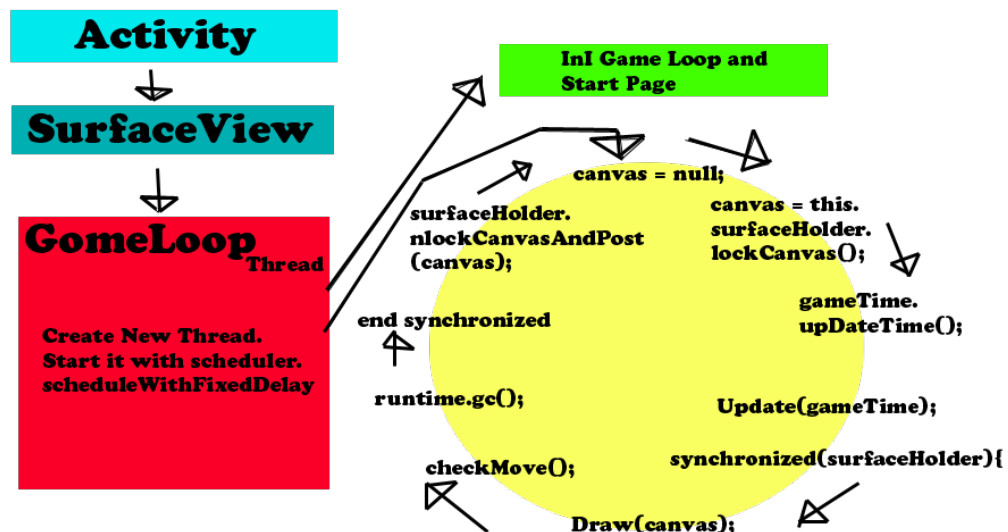 Activity
SurfaceView
GomeLoop
Thread
Create New Thread.
Start it with scheduler.
scheduleWithFixedDelay
InI Game Loop and
Start Page
canvas = null;
canvas = this.
surfaceHolder.
lockCanvas();
gameTime.
upDateTime();
Update(gameTime);
synchronized(surfaceHolder){
Draw(canvas);
checkMove();
runtime.gc();
end synchronized
surfaceHolder.
nlockCanvasAndPost
(canvas);